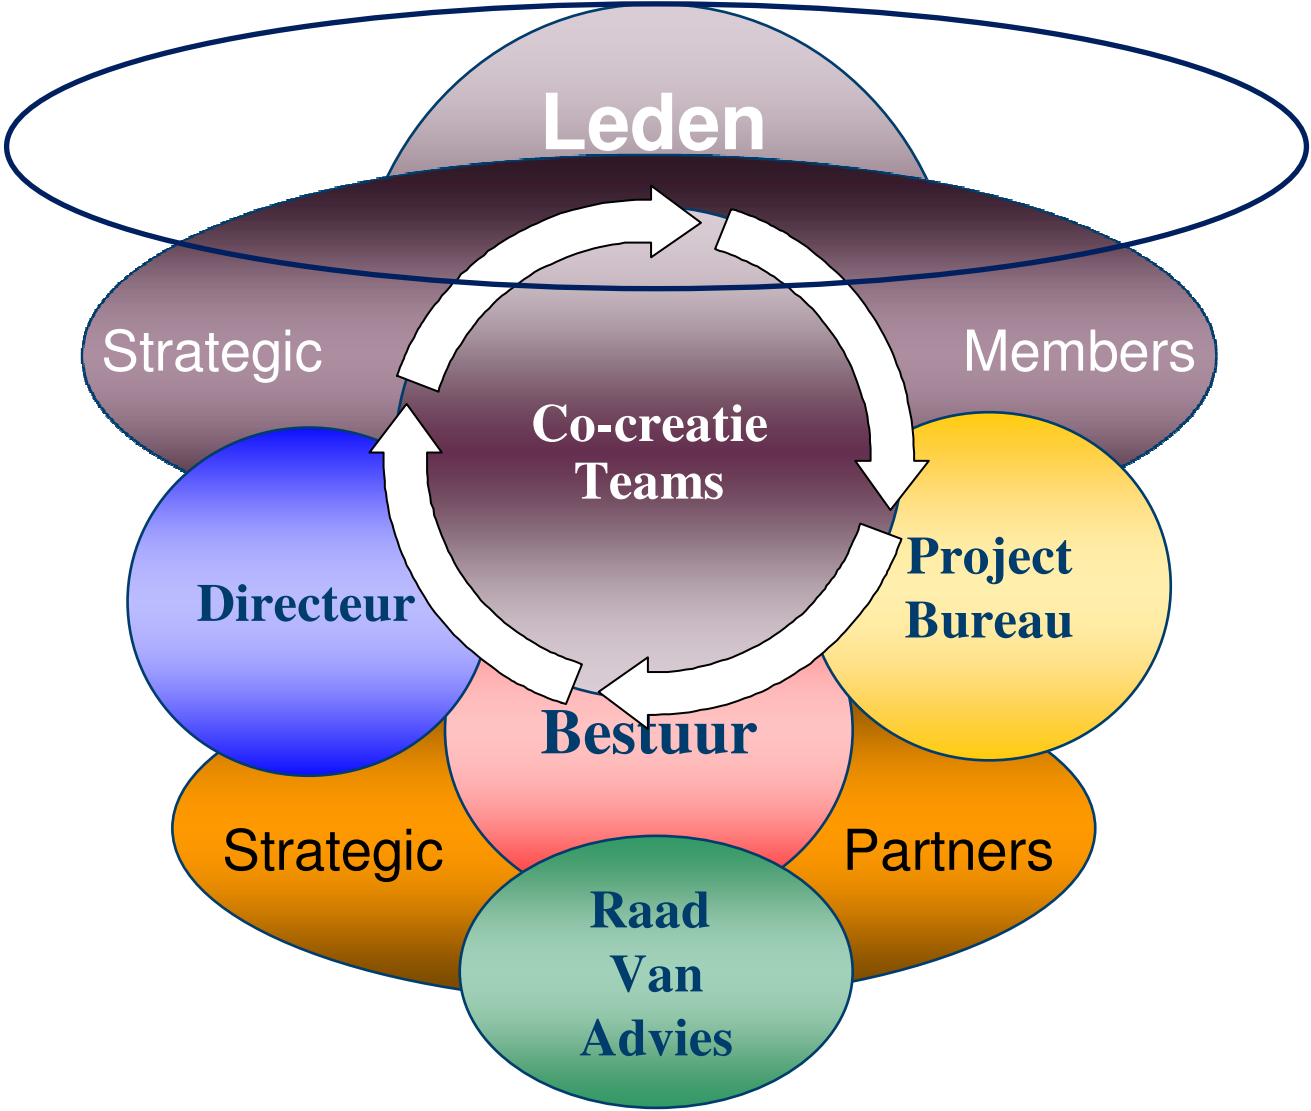 Leden
Strategic
Members
Co-creatie
Teams
Directeur
Project
Bureau
Bestuur
Strategic
Partners
Raad
Van
Advies